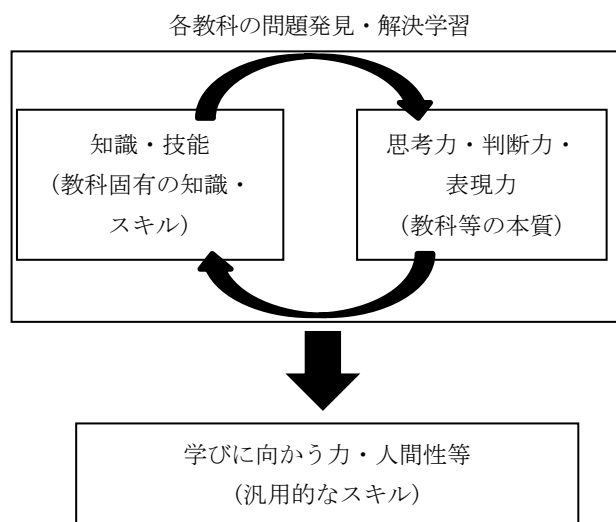 各教科の問題発見・解決学習
知識・技能
（教科固有の知識・
スキル）
思考力・判断力・
表現力
（教科等の本質）
学びに向かう力・人間性等
（汎用的なスキル）